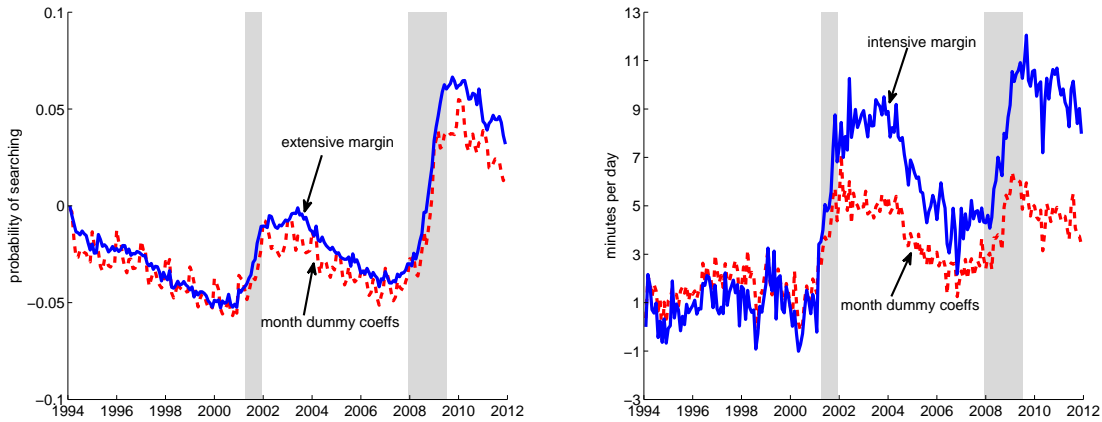 0.1
0.05
0
−0.05
−0.1
probability of searching
extensive margin
month dummy coeffs
1994 1996 1998 2000 2002 2004 2006 2008 2010 2012
13
11
9
7
5
3
1
−1
−3
minutes per day
intensive margin
month dummy coeffs
1994 1996 1998 2000 2002 2004 2006 2008 2010 2012